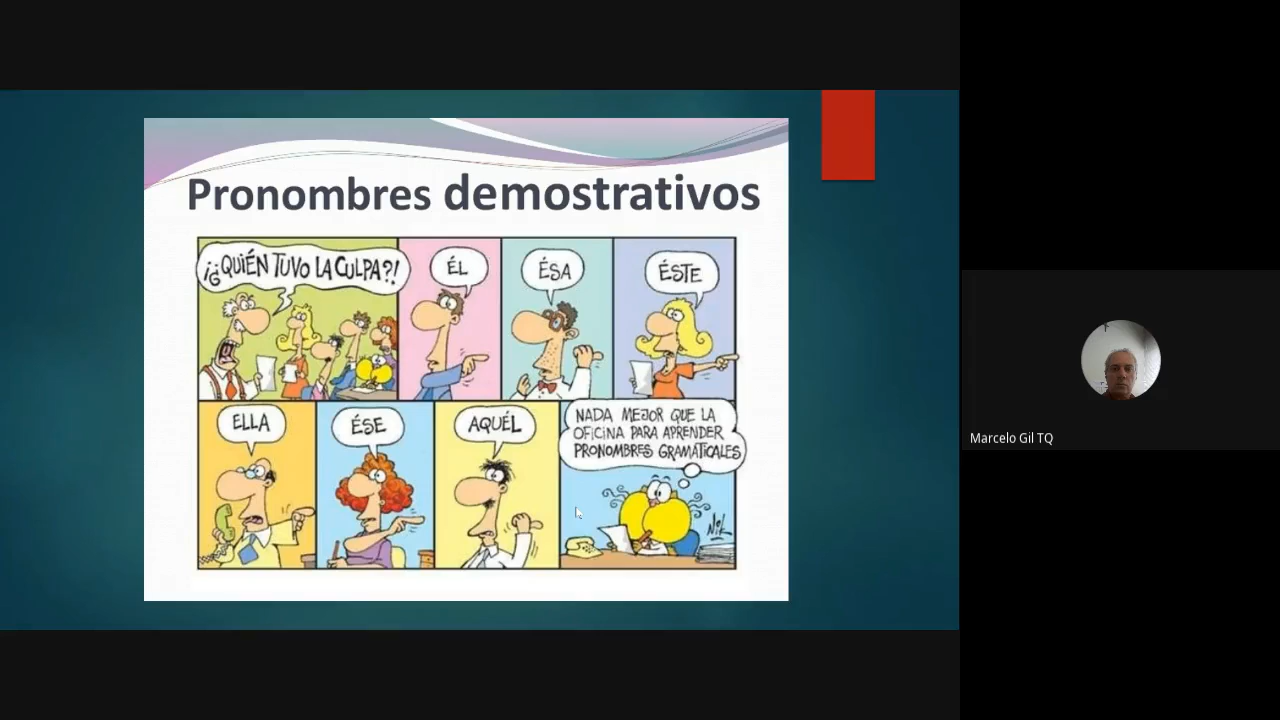 Pronombres demostrativos
¡¿QUIÉN TUVO LA CULPA?!
ÉL
ÉSA
ÉSTE
ELLA
ÉSE
AQUÉL
NADA MEJOR QUE LA
OFICINA PARA APRENDER
PRONOMBRES GRAMATICALES
NIK
Marcelo Gil TQ